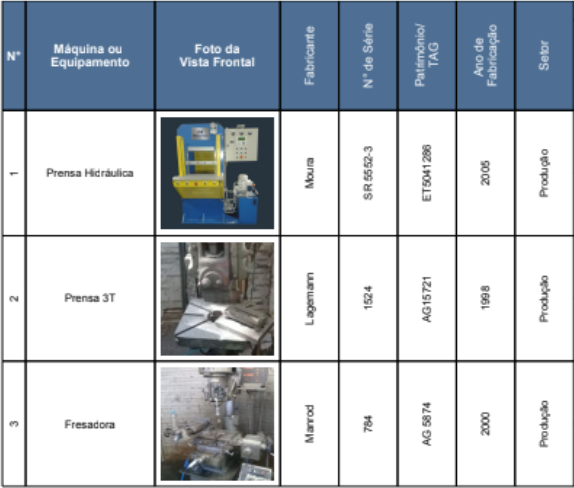 N° Máquina ou Equipamento Foto da Vista Frontal Fabricante N° de Série Patrimônio/ TAG Ano de Fabricação Setor
1 Prensa Hidráulica Moura SR5552-3 ET5041286 2005 Produção
2 Prensa 3T Lagemann 1524 AG15721 1998 Produção
3 Fresadora Manrod 784 AG 5874 2000 Produção